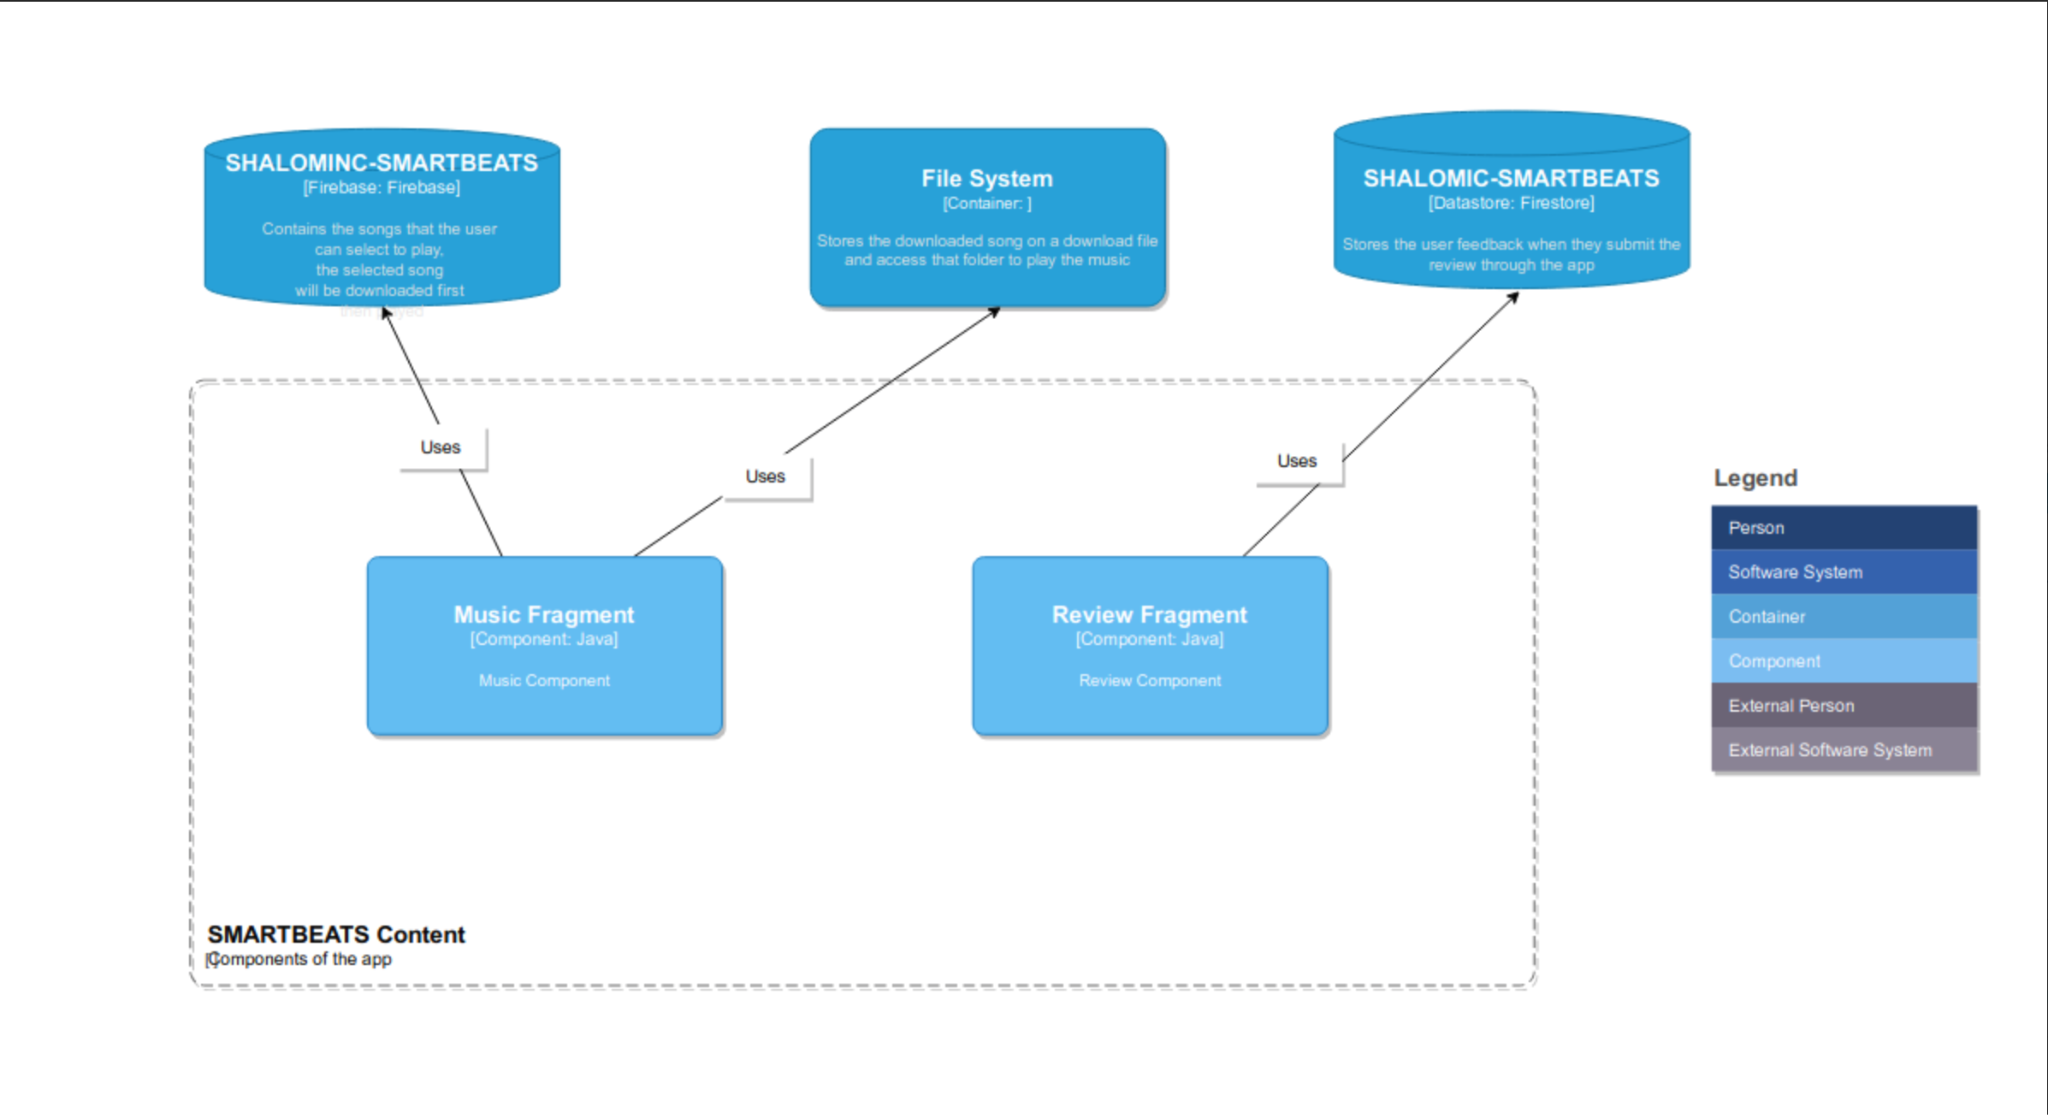 SHALOMINC-SMARTBEATS
[Firebase: Firebase]
Contains the songs that the user
can select to play,
the selected song
will be downloaded first
then played
File System
[Container: ]
Stores the downloaded song on a download file
and access that folder to play the music
SHALOMIC-SMARTBEATS
[Datastore: Firestore]
Stores the user feedback when they submit the
review through the app
Uses
Uses
Uses
Music Fragment
[Component: Java]
Music Component
Review Fragment
[Component: Java]
Review Component
SMARTBEATS Content
Components of the app
Legend
Person
Software System
Container
Component
External Person
External Software System